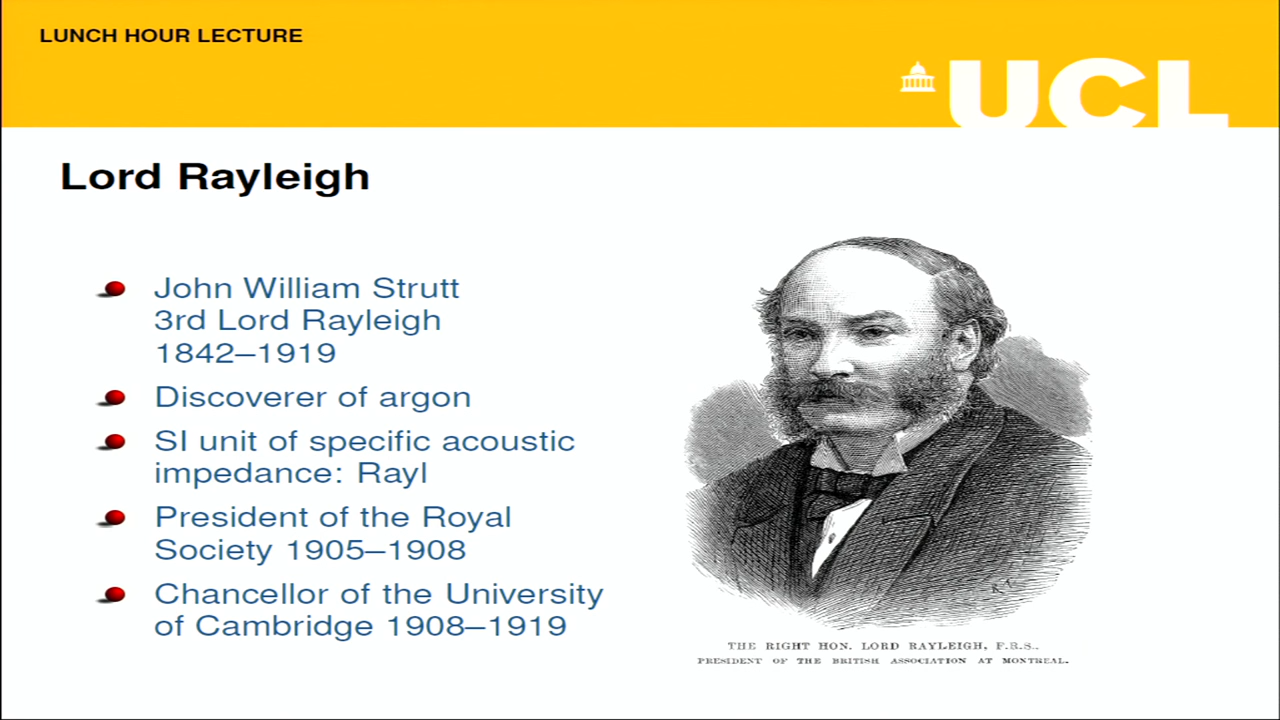 LUNCH HOUR LECTURE
UCL
Lord Rayleigh
John William Strutt
3rd Lord Rayleigh
1842–1919
Discoverer of argon
SI unit of specific acoustic
impedance: Rayl
President of the Royal
Society 1905–1908
Chancellor of the University
of Cambridge 1908–1919
THE RIGHT HON. LORD RAYLEIGH, F.R.S.,
PRESIDENT OF THE BRITISH ASSOCIATION AT MONTREAL.